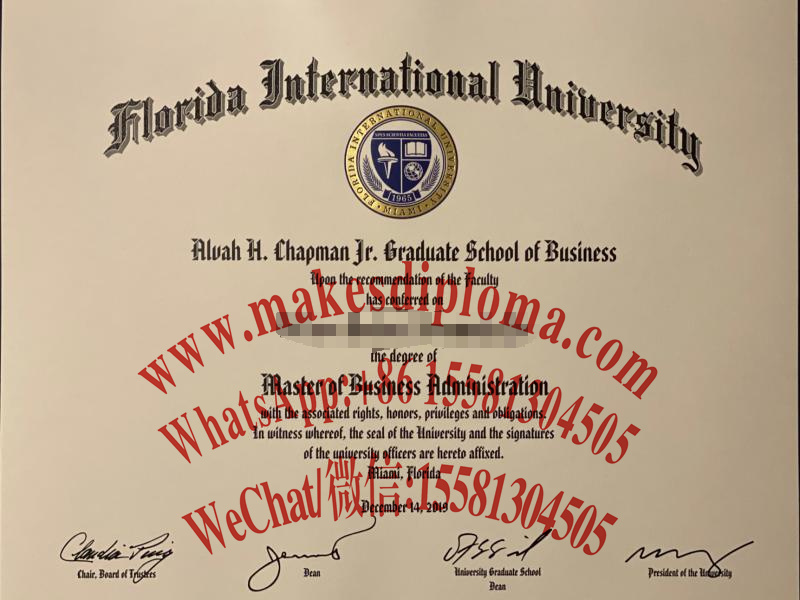 Florida International University
FLORIDA INTERNATIONAL UNIVERSITY
SPES SCIENTIA FACULTAS
1965
MIAMI
Alvah H. Chapman Jr. Graduate School of Business
Upon the recommendation of the Faculty
has conferred on
www.makesdiploma.com
the degree of
Master of Business Administration
WhatsApp:+86 15581304505
with the associated rights, honors, privileges and obligations.
In witness whereof, the seal of the University and the signatures
of the university officers are hereto affixed.
Miami, Florida
WeChat/微信:15581304505
December 14, 2019
Chair, Board of Trustees
Dean
University Graduate School
Dean
President of the University